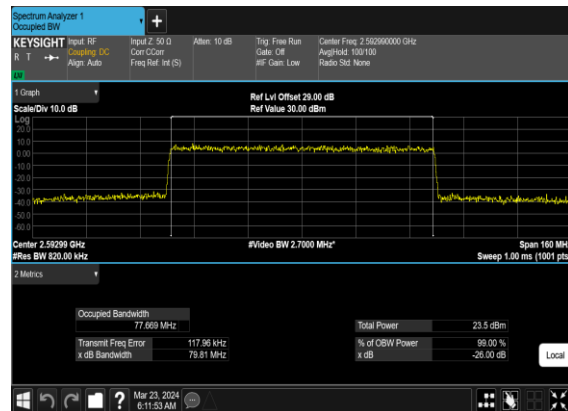 Spectrum Analyzer 1
Occupied BW
+
KEYSIGHT
R T
LW
Input: RF
Coupling: DC
Align: Auto
Input Z: 50 Ω
Corr CCorr
Freq Ref: Int (S)
Atten: 10 dB
Trig: Free Run
Gate: Off
#IF Gain: Low
Center Freq: 2.592990000 GHz
Avg|Hold: 100/100
Radio Std: None
1 Graph
Scale/Div 10.0 dB
Ref Lvl Offset 29.00 dB
Ref Value 30.00 dBm
Log
20.0
10.0
0.00
-10.0
-20.0
-30.0
-40.0
-50.0
-60.0
Center 2.59299 GHz
#Res BW 820.00 kHz
#Video BW 2.7000 MHz*
Span 160 MH
Sweep 1.00 ms (1001 pts
2 Metrics
Occupied Bandwidth
77.669 MHz
Transmit Freq Error 117.96 kHz
x dB Bandwidth 79.81 MHz
Total Power 23.5 dBm
% of OBW Power 99.00 %
x dB -26.00 dB
Local
?
Mar 23, 2024
6:11:53 AM